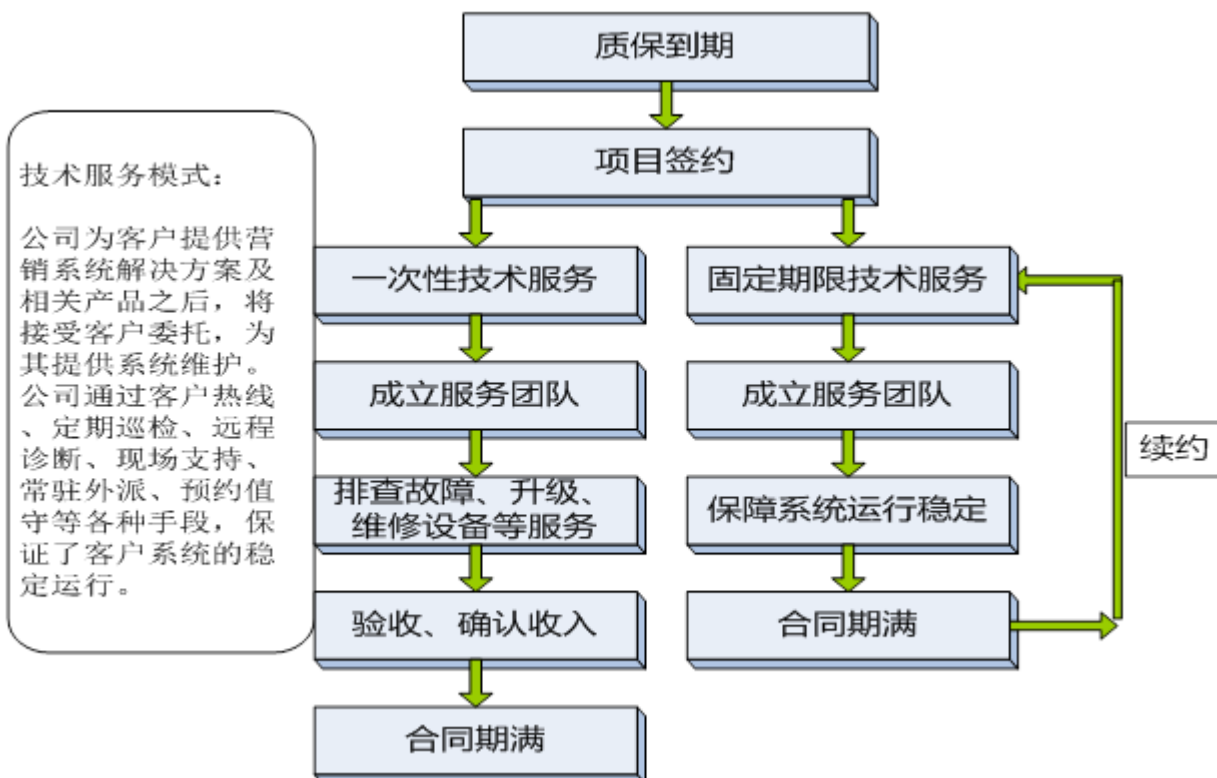 质保到期
项目签约
技术服务模式:
公司为客户提供营
销系统解决方案及
相关产品之后，将
接受客户委托，为
其提供系统维护。
公司通过客户热线
、定期巡检、远程
诊断、现场支持、
常驻外派、预约值
守等各种手段，保
证了客户系统的稳
定运行。
一次性技术服务
成立服务团队
排查故障、升级、
维修设备等服务
验收、确认收入
合同期满
固定期限技术服务
成立服务团队
保障系统运行稳定
合同期满
续约